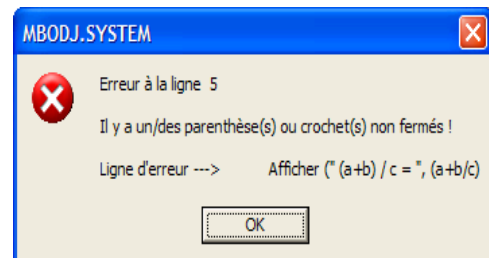 MBODJ.SYSTEM
Erreur à la ligne 5
Il y a un/des parenthèse(s) ou crochet(s) non fermés !
Ligne d'erreur ---> Afficher (" (a+b) / c = ", (a+b/c)
OK